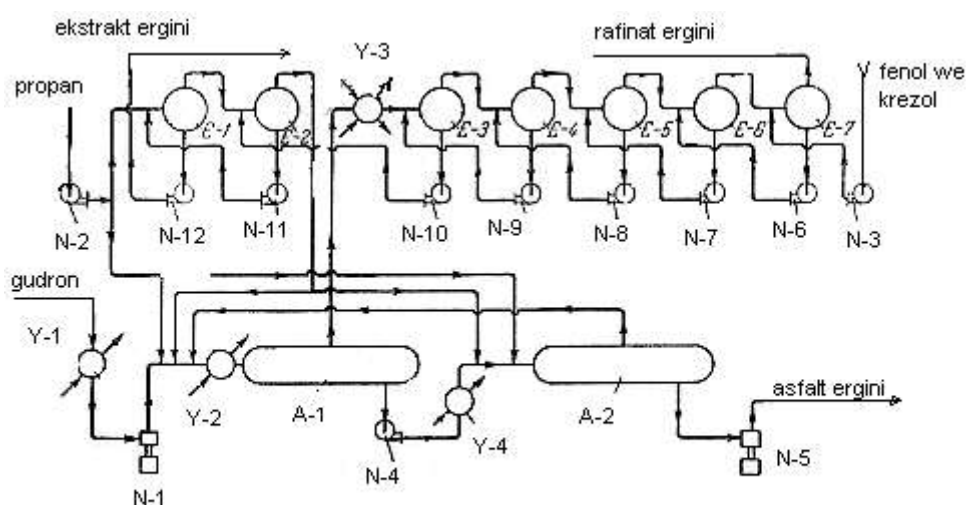 ekstrakt ergini
Y-3
rafinat ergini
propan
fenol we
krezol
E-1
E-2
E-3
E-4
E-5
E-6
E-7
N-2
N-12
N-11
N-10
N-9
N-8
N-7
N-6
N-3
gudron
Y-1
Y-2
A-1
Y-4
A-2
asfalt ergini
N-1
N-4
N-5